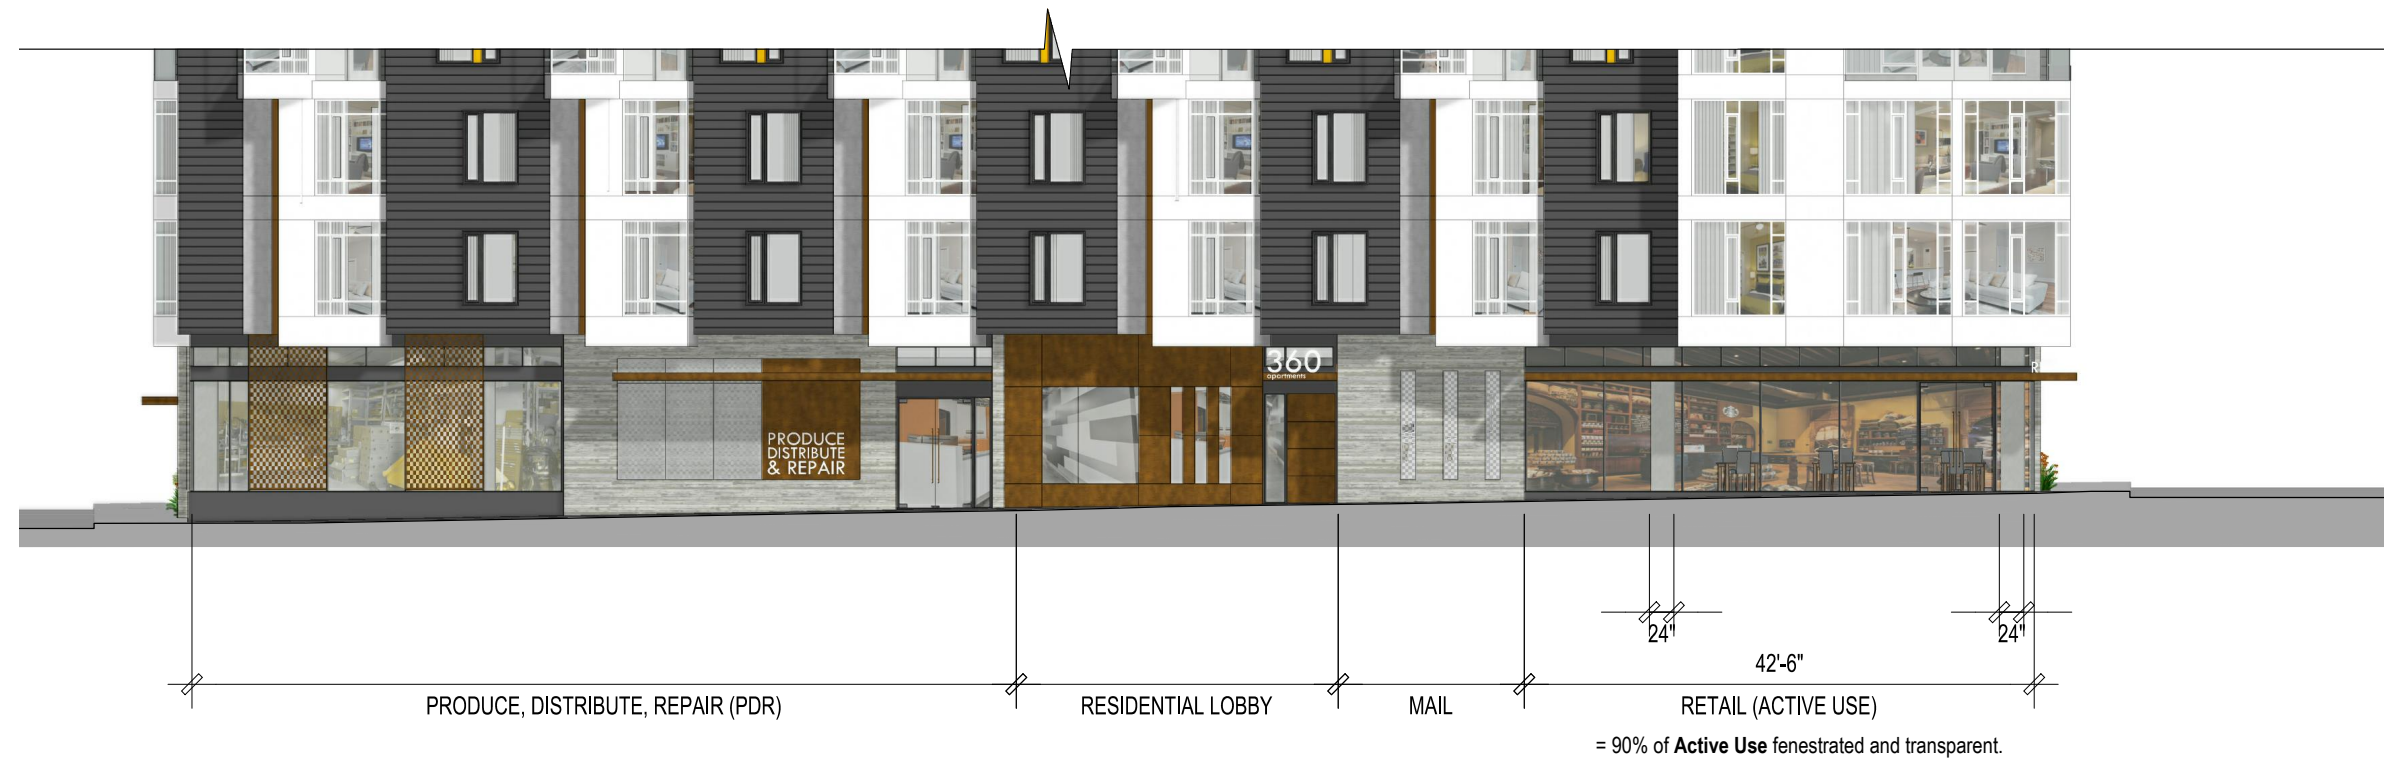 360
apartments
R
PRODUCE
DISTRIBUTE
& REPAIR
24"
24"
42'-6"
PRODUCE, DISTRIBUTE, REPAIR (PDR)
RESIDENTIAL LOBBY
MAIL
RETAIL (ACTIVE USE)
= 90% of Active Use fenestrated and transparent.